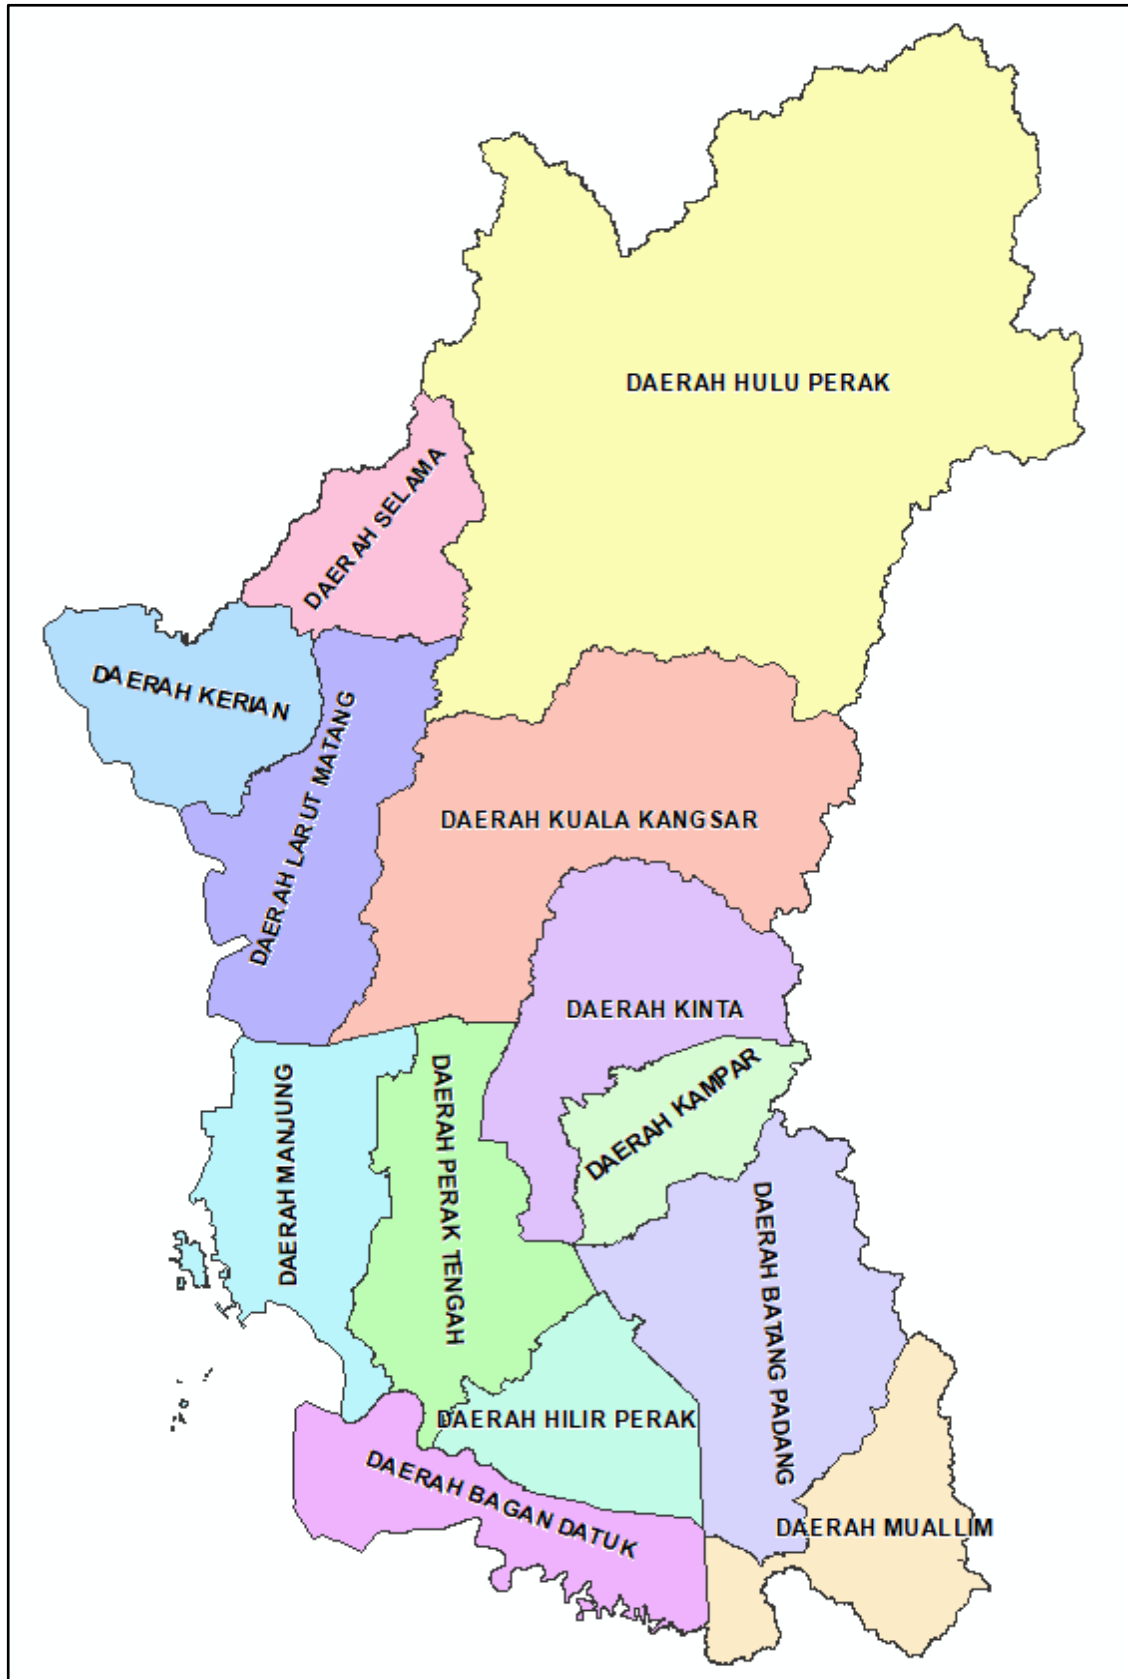 DAERAH HULU PERAK
DAERAH SELAMA
DAERAH KERIAN
DAERAH LARUT MATANG
DAERAH KUALA KANGSAR
DAERAH KINTA
DAERAH KAMPAR
DAERAH MANJUNG
DAERAH PERAK TENGAH
DAERAH BATANG PADANG
DAERAH HILIR PERAK
DAERAH BAGAN DATUK
DAERAH MUALLIM